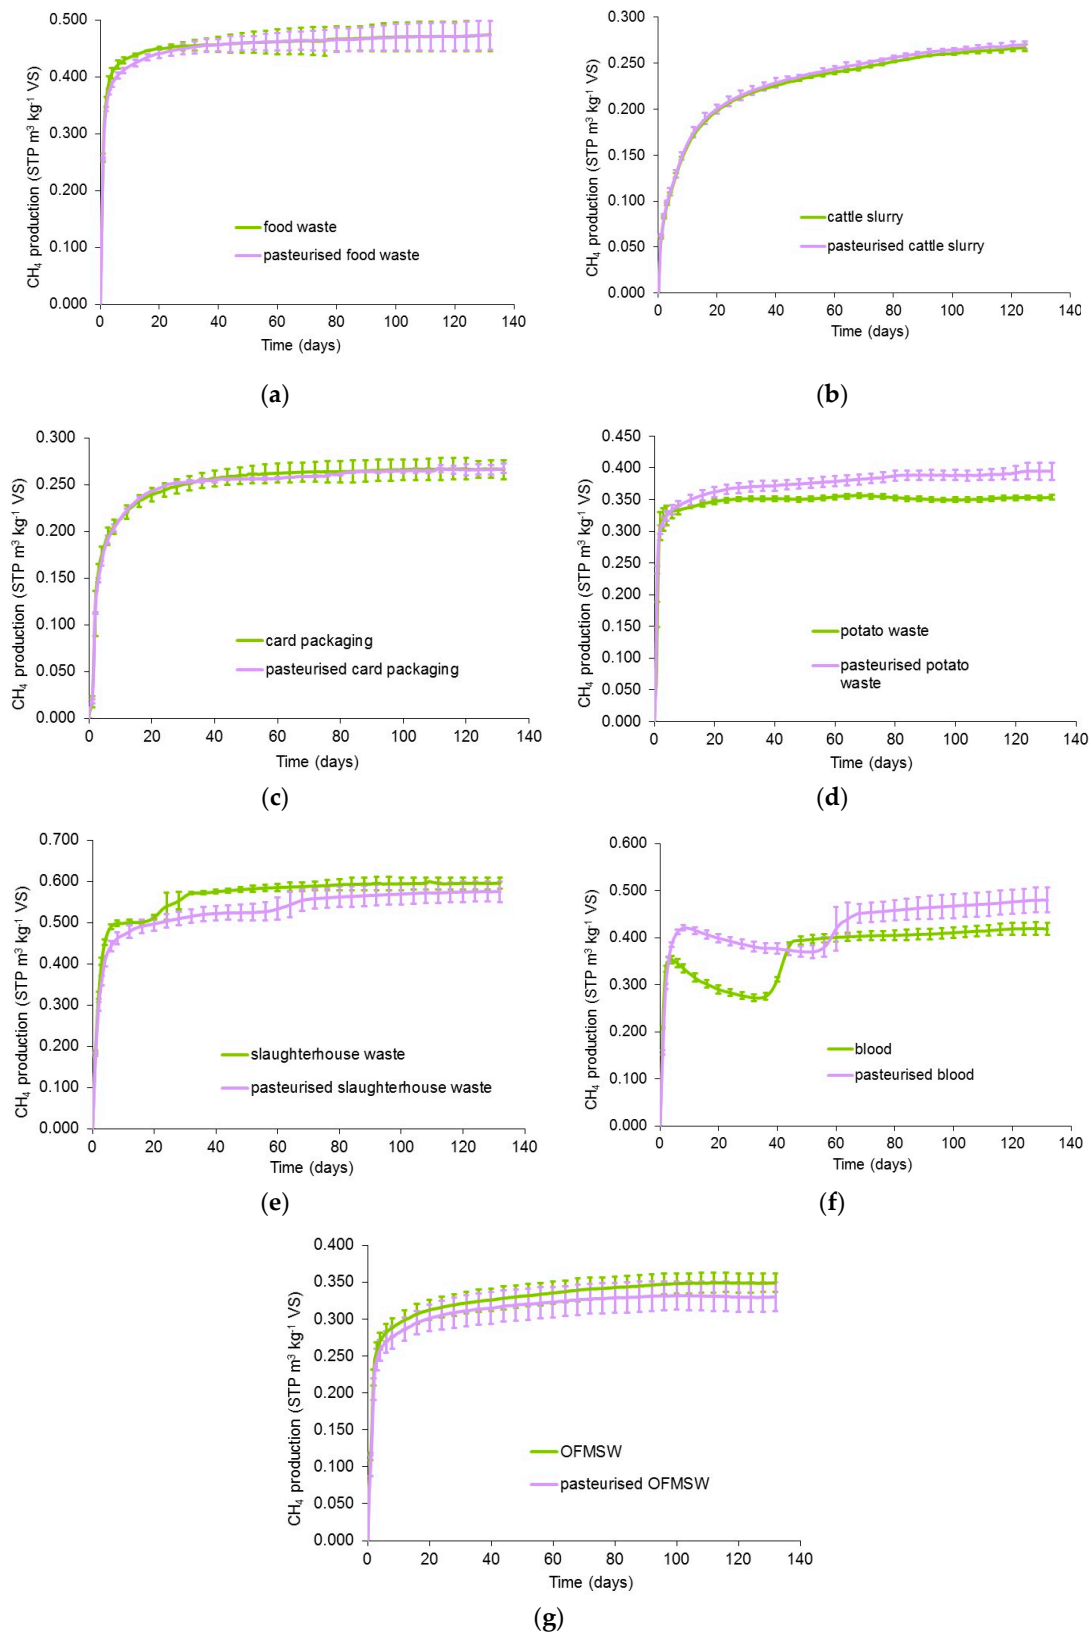 0.500
0.400
0.300
0.200
0.100
0.000
CH₄ production (STP m³ kg⁻¹ VS)
food waste
pasteurised food waste
0 20 40 60 80 100 120 140
Time (days)
(a)
0.300
0.250
0.200
0.150
0.100
0.050
0.000
CH₄ production (STP m³ kg⁻¹ VS)
cattle slurry
pasteurised cattle slurry
0 20 40 60 80 100 120 140
Time (days)
(b)
0.300
0.250
0.200
0.150
0.100
0.050
0.000
CH₄ production (STP m³ kg⁻¹ VS)
card packaging
pasteurised card packaging
0 20 40 60 80 100 120 140
Time (days)
(c)
0.450
0.400
0.350
0.300
0.250
0.200
0.150
0.100
0.050
0.000
CH₄ production (STP m³ kg⁻¹ VS)
potato waste
pasteurised potato
waste
0 20 40 60 80 100 120 140
Time (days)
(d)
0.700
0.600
0.500
0.400
0.300
0.200
0.100
0.000
CH₄ production (STP m³ kg⁻¹ VS)
slaughterhouse waste
pasteurised slaughterhouse waste
0 20 40 60 80 100 120 140
Time (days)
(e)
0.600
0.500
0.400
0.300
0.200
0.100
0.000
CH₄ production (STP m³ kg⁻¹ VS)
blood
pasteurised blood
0 20 40 60 80 100 120 140
Time (days)
(f)
0.400
0.350
0.300
0.250
0.200
0.150
0.100
0.050
0.000
CH₄ production (STP m³ kg⁻¹ VS)
OFMSW
pasteurised OFMSW
0 20 40 60 80 100 120 140
Time (days)
(g)